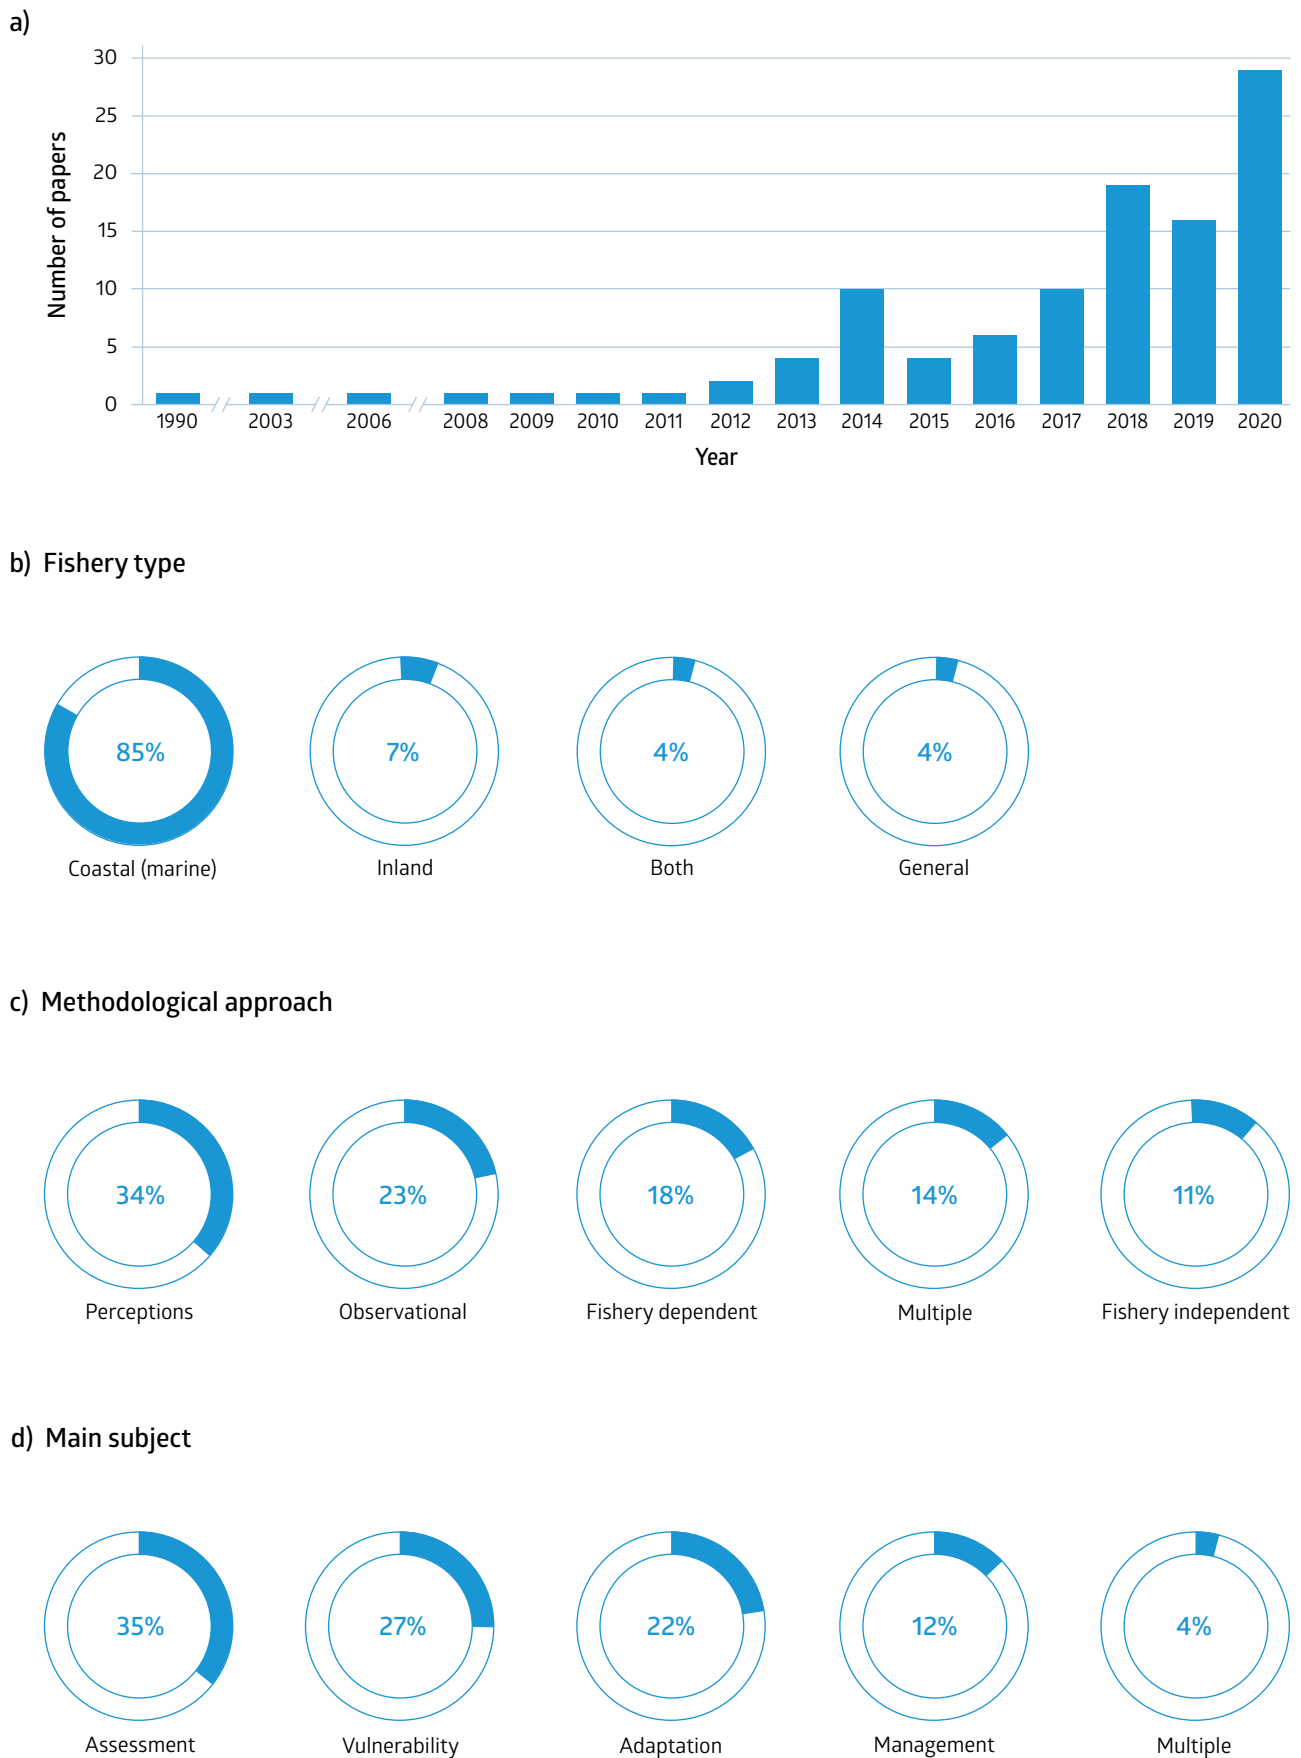 a)
30
25
20
15
10
5
0
Number of papers
1990 2003 2006 2008 2009 2010 2011 2012 2013 2014 2015 2016 2017 2018 2019 2020
Year
b) Fishery type
85% 7% 4% 4%
Coastal (marine) Inland Both General
c) Methodological approach
34% 23% 18% 14% 11%
Perceptions Observational Fishery dependent Multiple Fishery independent
d) Main subject
35% 27% 22% 12% 4%
Assessment Vulnerability Adaptation Management Multiple